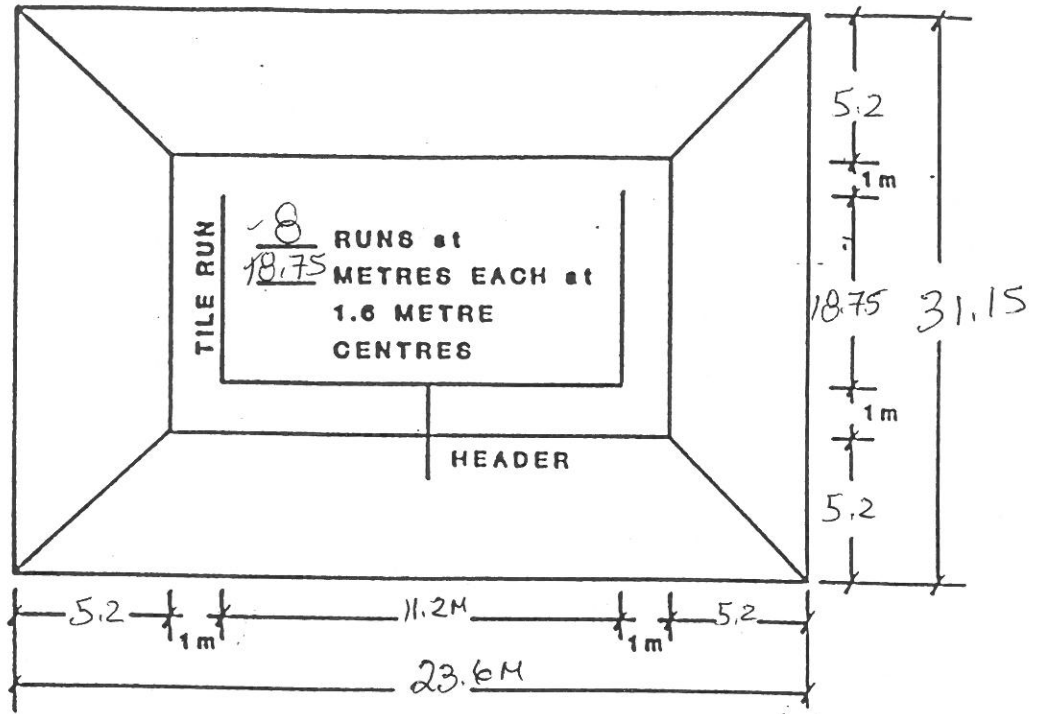 8 RUNS at
18.75 METRES EACH at
1.6 METRE
CENTRES
TILE RUN
HEADER
5.2
1m
18.75
1m
5.2
31.15
5.2
1m
11.2M
1m
5.2
23.6M